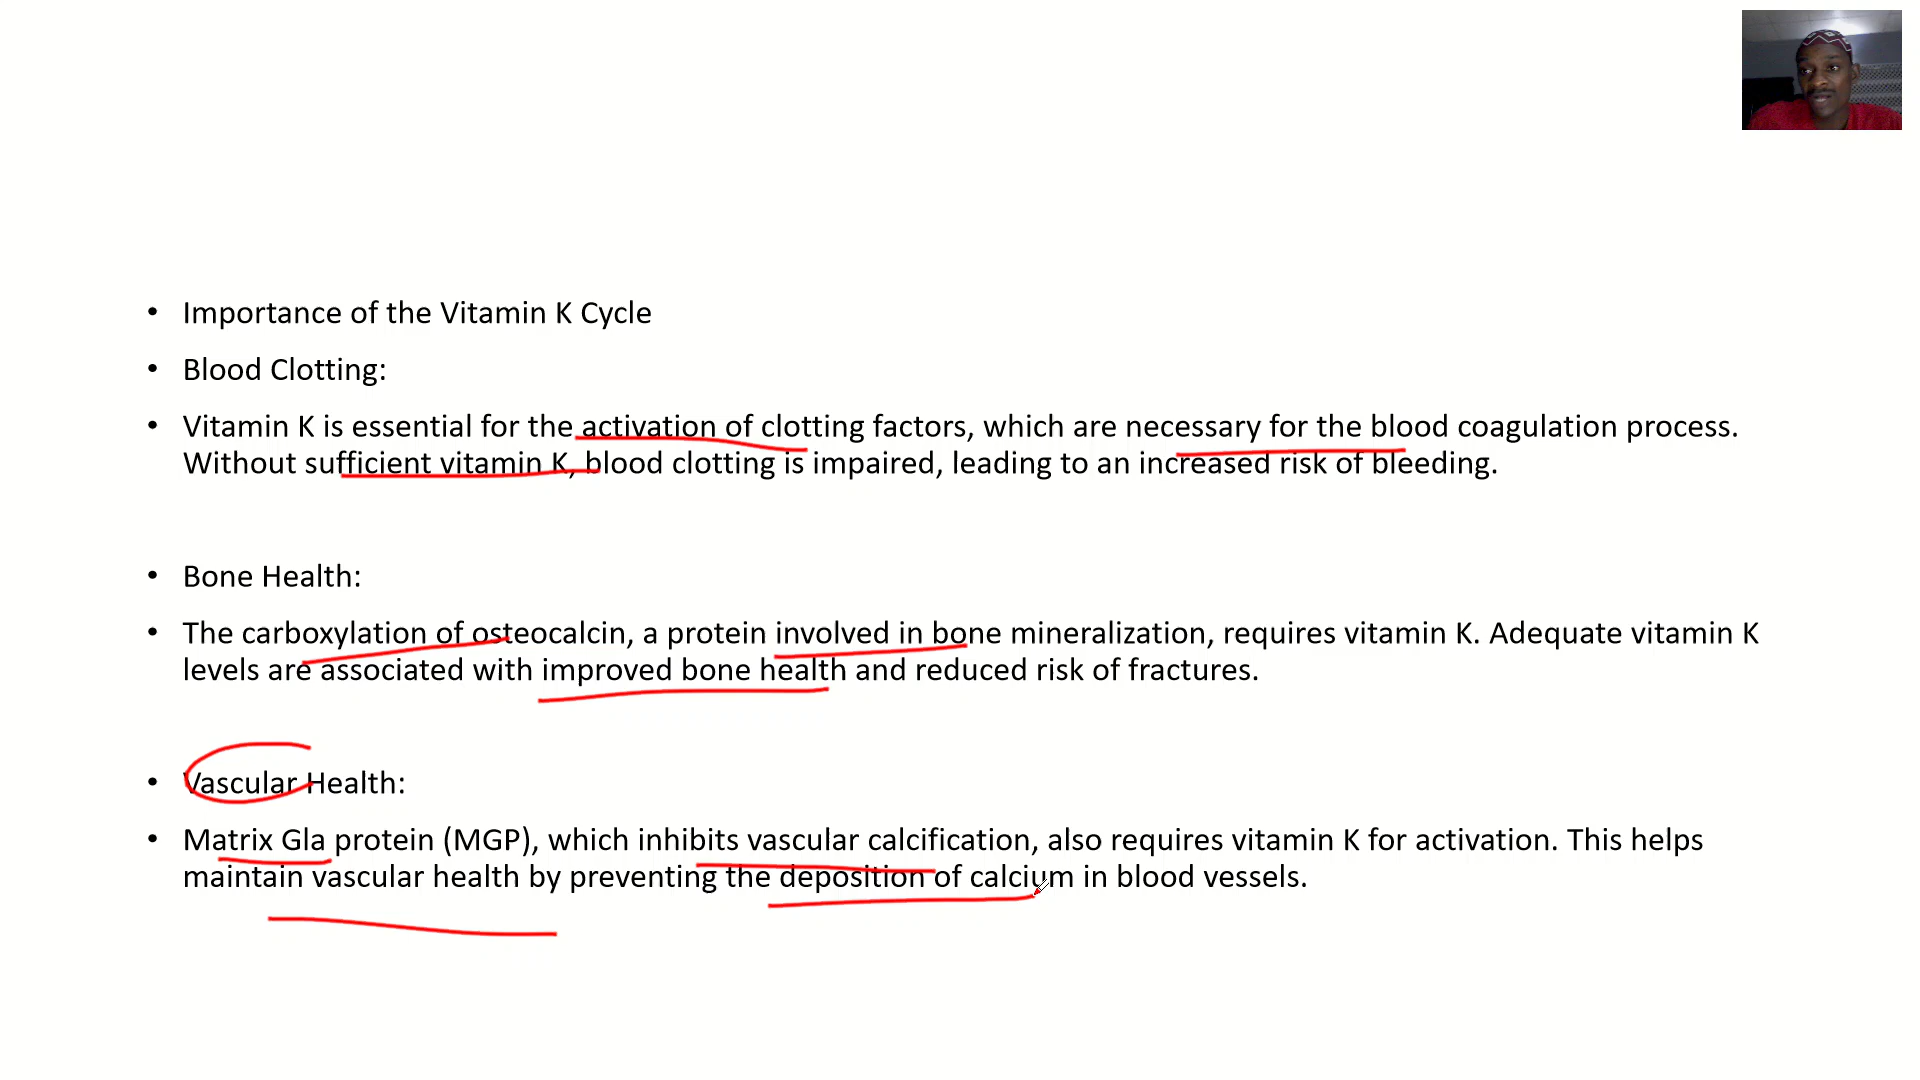 • Importance of the Vitamin K Cycle
• Blood Clotting:
• Vitamin K is essential for the activation of clotting factors, which are necessary for the blood coagulation process.
Without sufficient vitamin K, blood clotting is impaired, leading to an increased risk of bleeding.
• Bone Health:
• The carboxylation of osteocalcin, a protein involved in bone mineralization, requires vitamin K. Adequate vitamin K
levels are associated with improved bone health and reduced risk of fractures.
• Vascular Health:
• Matrix Gla protein (MGP), which inhibits vascular calcification, also requires vitamin K for activation. This helps
maintain vascular health by preventing the deposition of calcium in blood vessels.